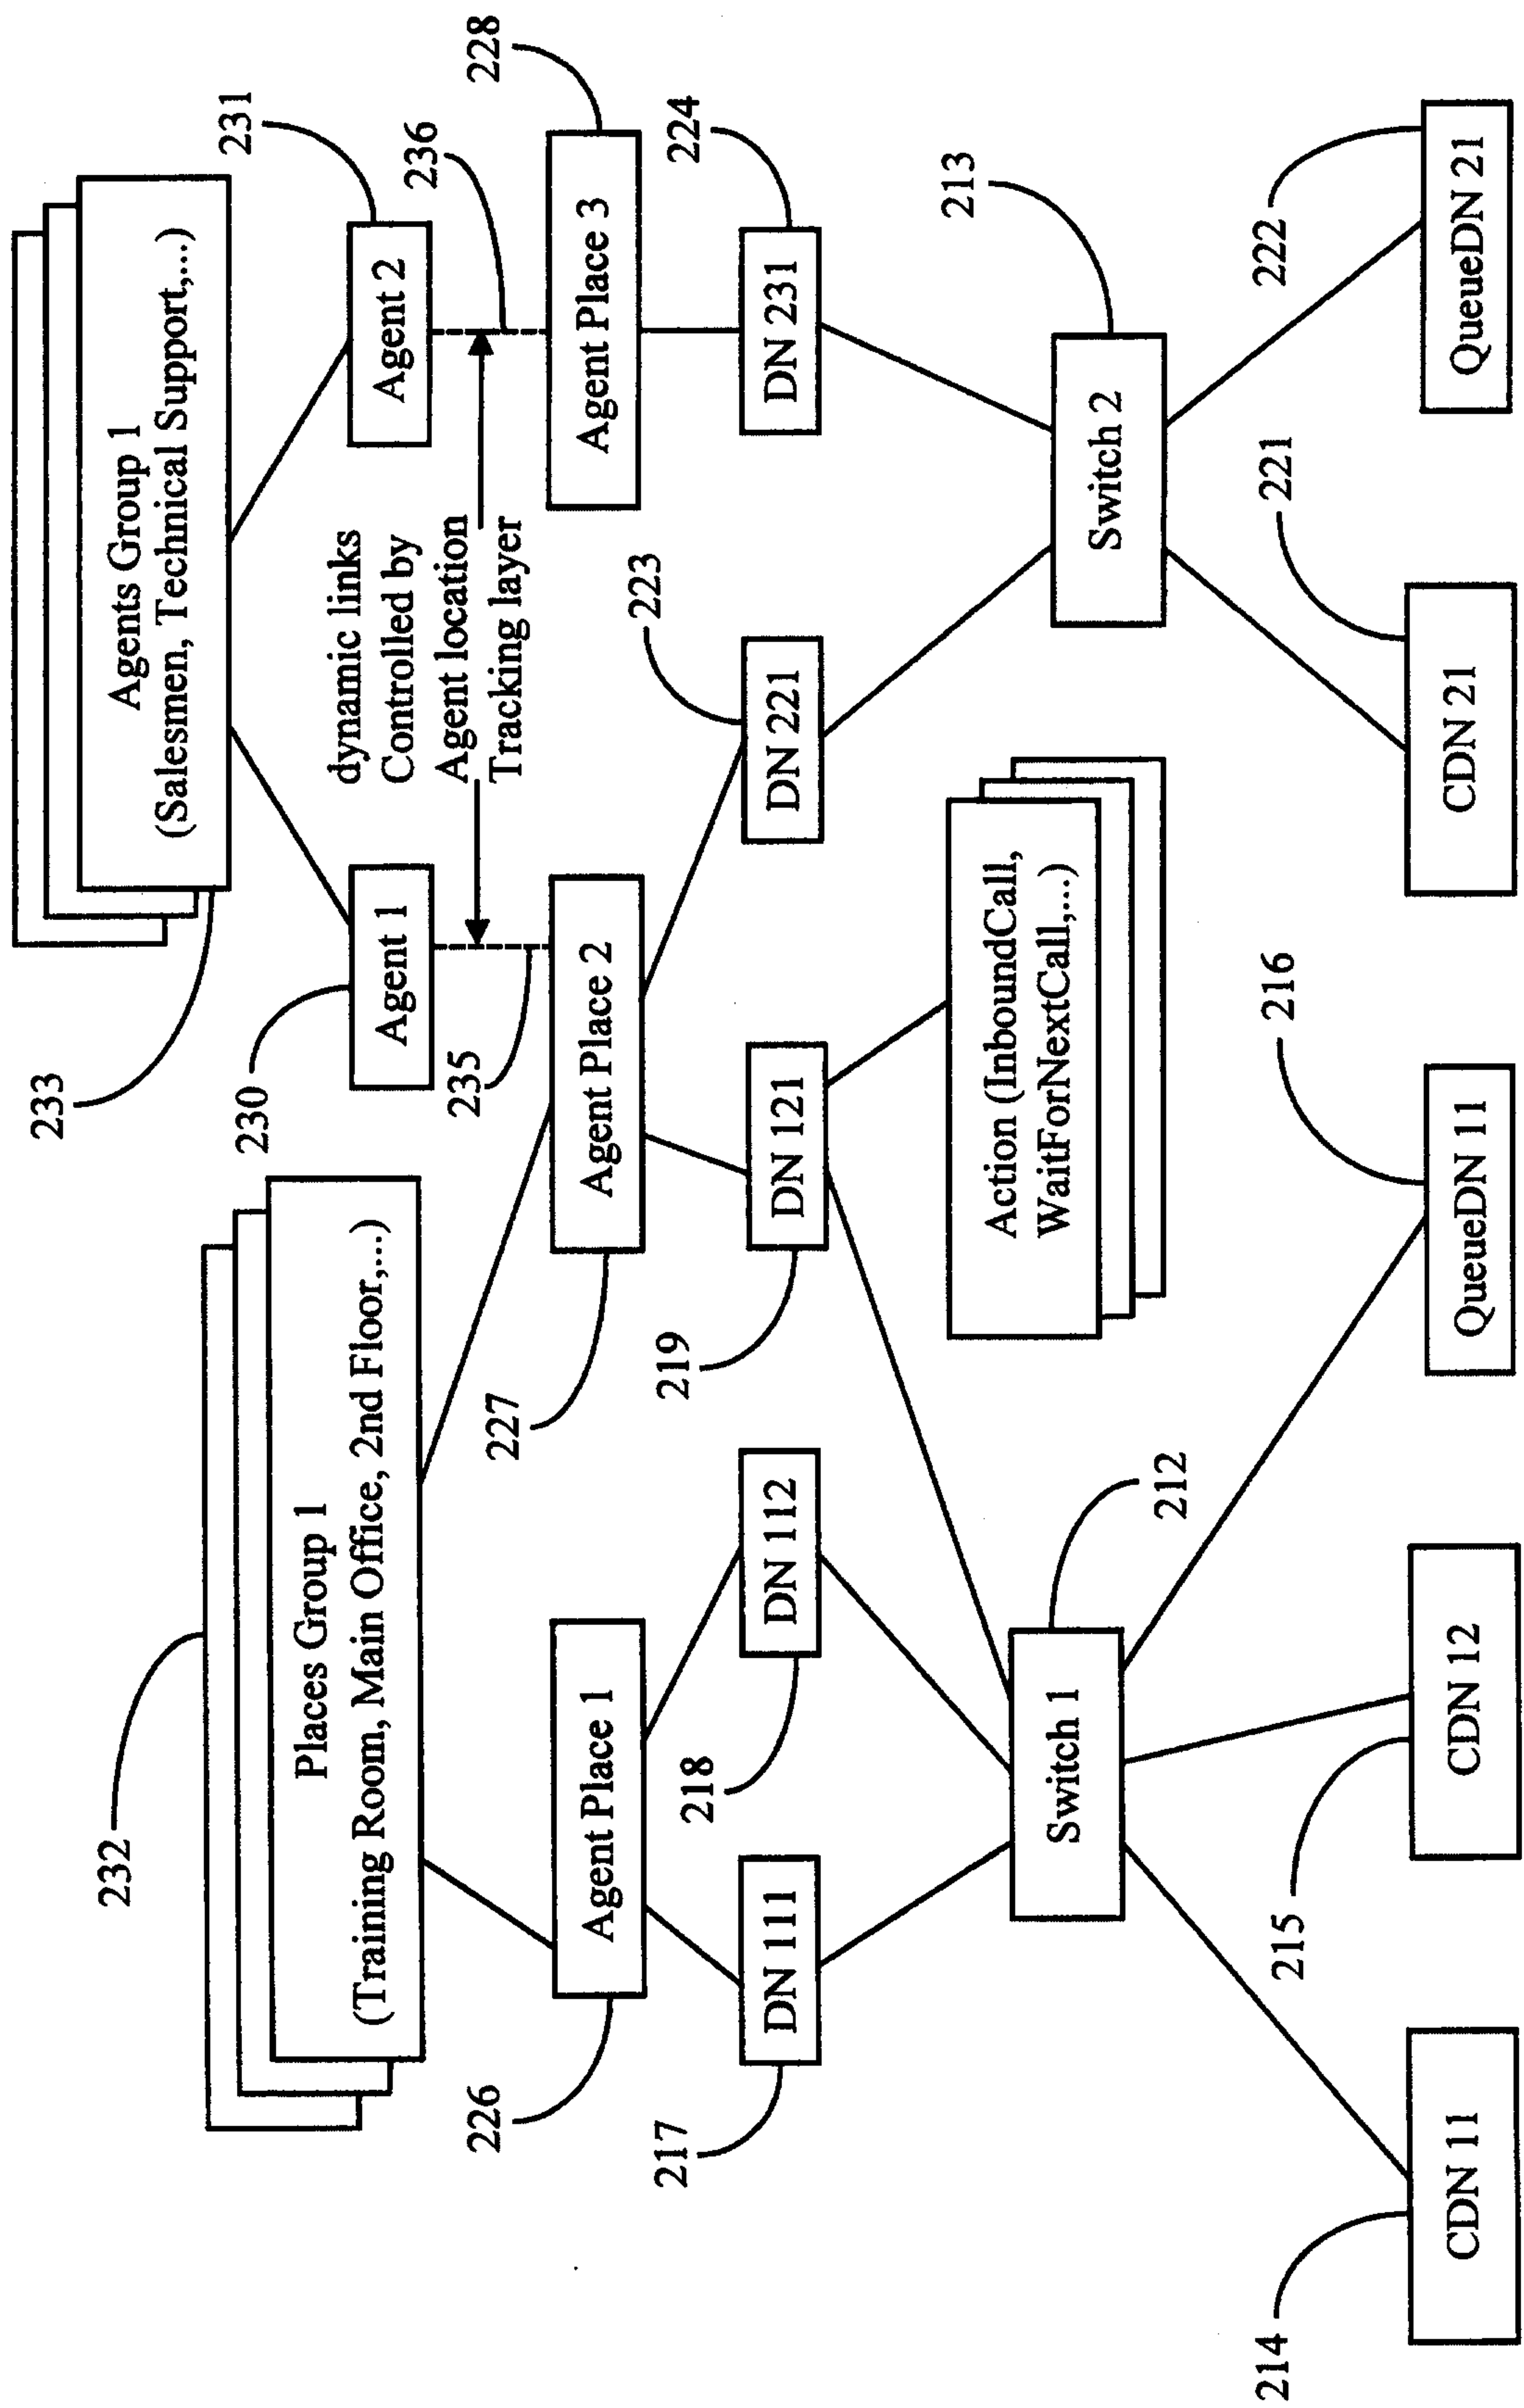 233
Agents Group 1
(Salesmen, Technical Support,...)
231
232
Places Group 1
(Training Room, Main Office, 2nd Floor,...)
230
Agent 1
dynamic links
Controlled by
Agent location
Tracking layer
Agent 2
236
235
228
226
Agent Place 1
227
Agent Place 2
Agent Place 3
217
218
219
223
224
DN 111
DN 112
DN 121
DN 221
DN 231
Action (InboundCall,
WaitForNextCall,...)
213
Switch 1
212
Switch 2
214
215
216
221
222
CDN 11
CDN 12
QueueDN 11
CDN 21
QueueDN 21